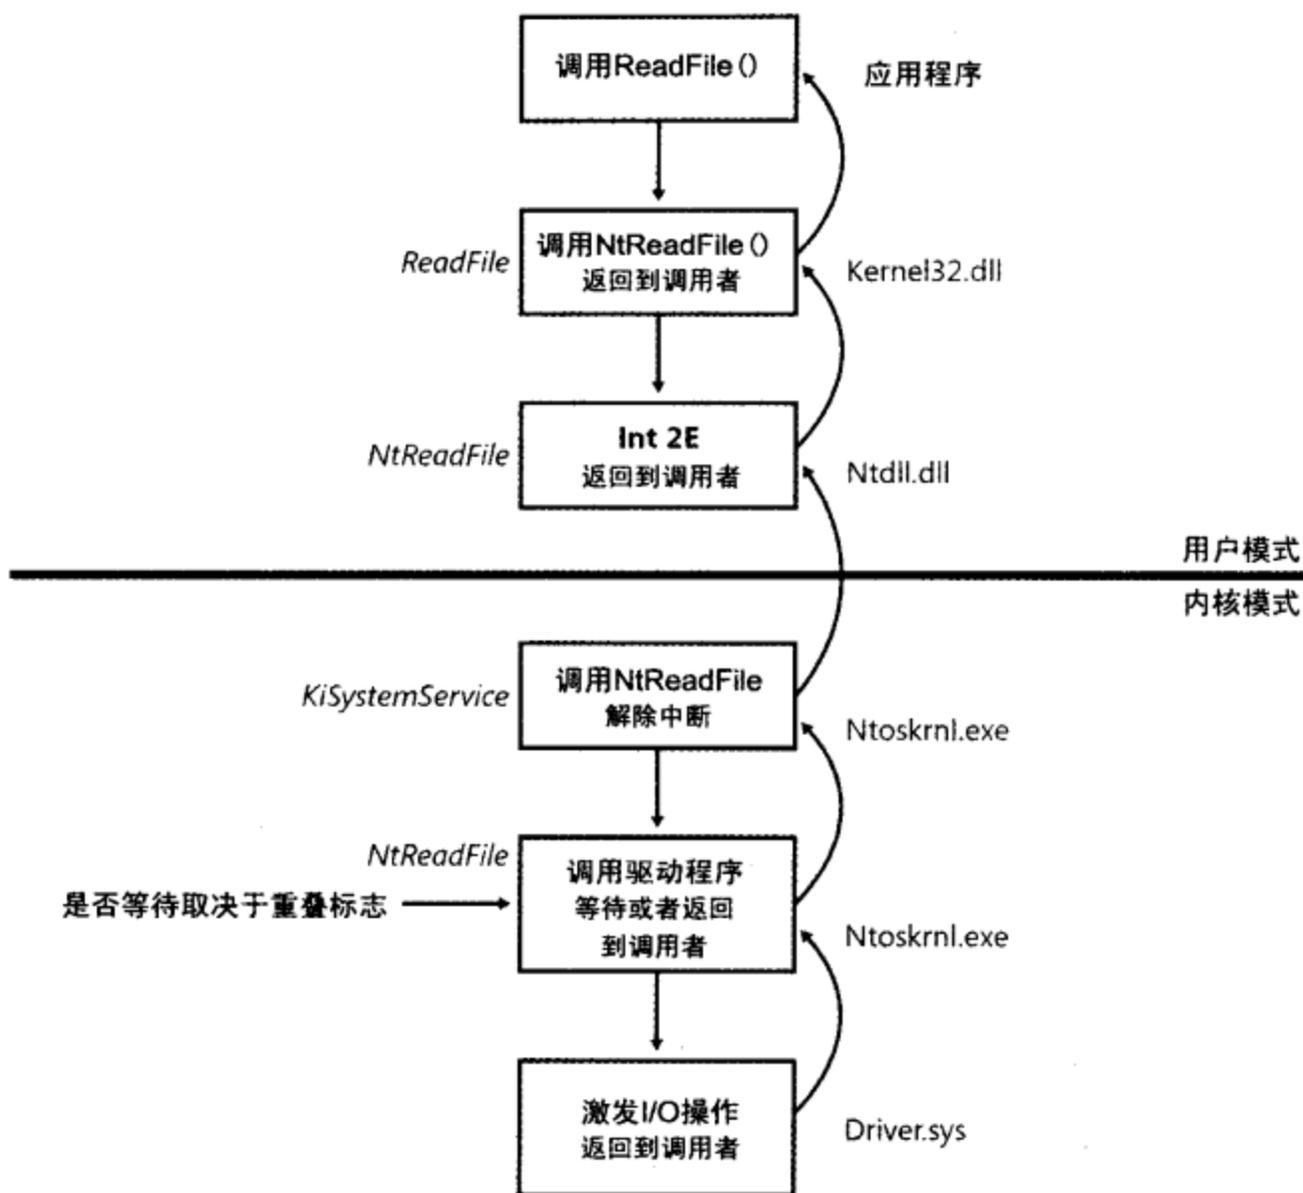 调用ReadFile()
应用程序
调用NtReadFile()
返回到调用者
ReadFile
Kernel32.dll
Int 2E
返回到调用者
NtReadFile
Ntdll.dll
用户模式
内核模式
调用NtReadFile
解除中断
KiSystemService
Ntoskrnl.exe
NtReadFile
调用驱动程序
等待或者返回
到调用者
是否等待取决于重叠标志
Ntoskrnl.exe
激发I/O操作
返回到调用者
Driver.sys